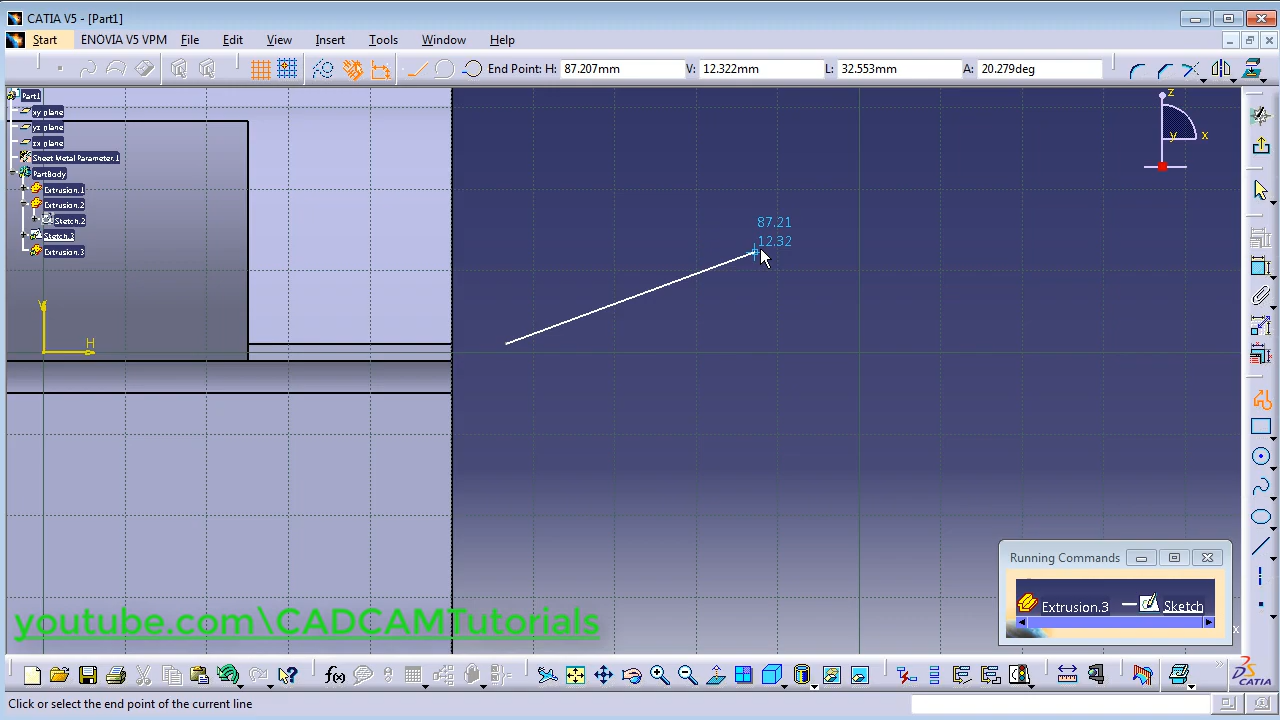 CATIA V5 - [Part1]
Start ENOVIA V5 VPM File Edit View Insert Tools Window Help
End Point: H: 87.207mm V: 12.322mm L: 32.553mm A: 20.279deg
Part1
xy plane
yz plane
zx plane
Sheet Metal Parameter.1
PartBody
Extrusion.1
Extrusion.2
Sketch.2
Sketch.3
Extrusion.3
z
y x
87.21
12.32
V
H
Running Commands
Extrusion.3 Sketch
x
youtube.com\CADCAMTutorials
f(x)
CATIA
Click or select the end point of the current line